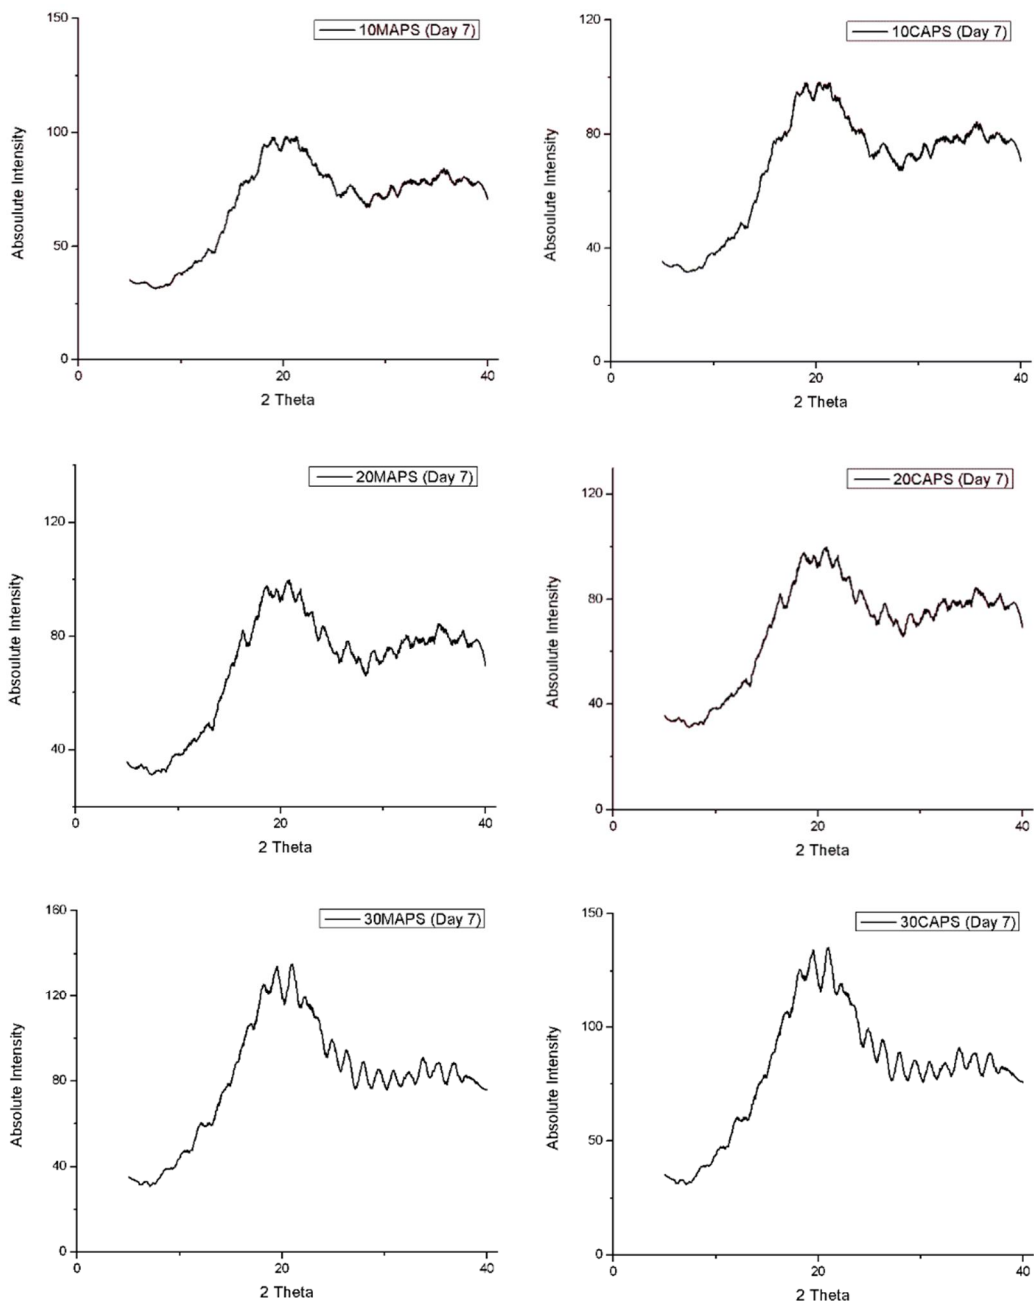 10MAPS (Day 7)
150
100
50
0
Absoulute Intensity
0
20
40
2 Theta
10CAPS (Day 7)
120
80
40
0
Absoulute Intensity
0
20
40
2 Theta
20MAPS (Day 7)
120
80
40
Absoulute Intensity
0
20
40
2 Theta
20CAPS (Day 7)
120
80
40
0
Absoulute Intensity
0
20
40
2 Theta
30MAPS (Day 7)
160
120
80
40
0
Absolute Intensity
0
20
40
2 Theta
30CAPS (Day 7)
150
100
50
0
Absolute Intensity
0
20
40
2 Theta